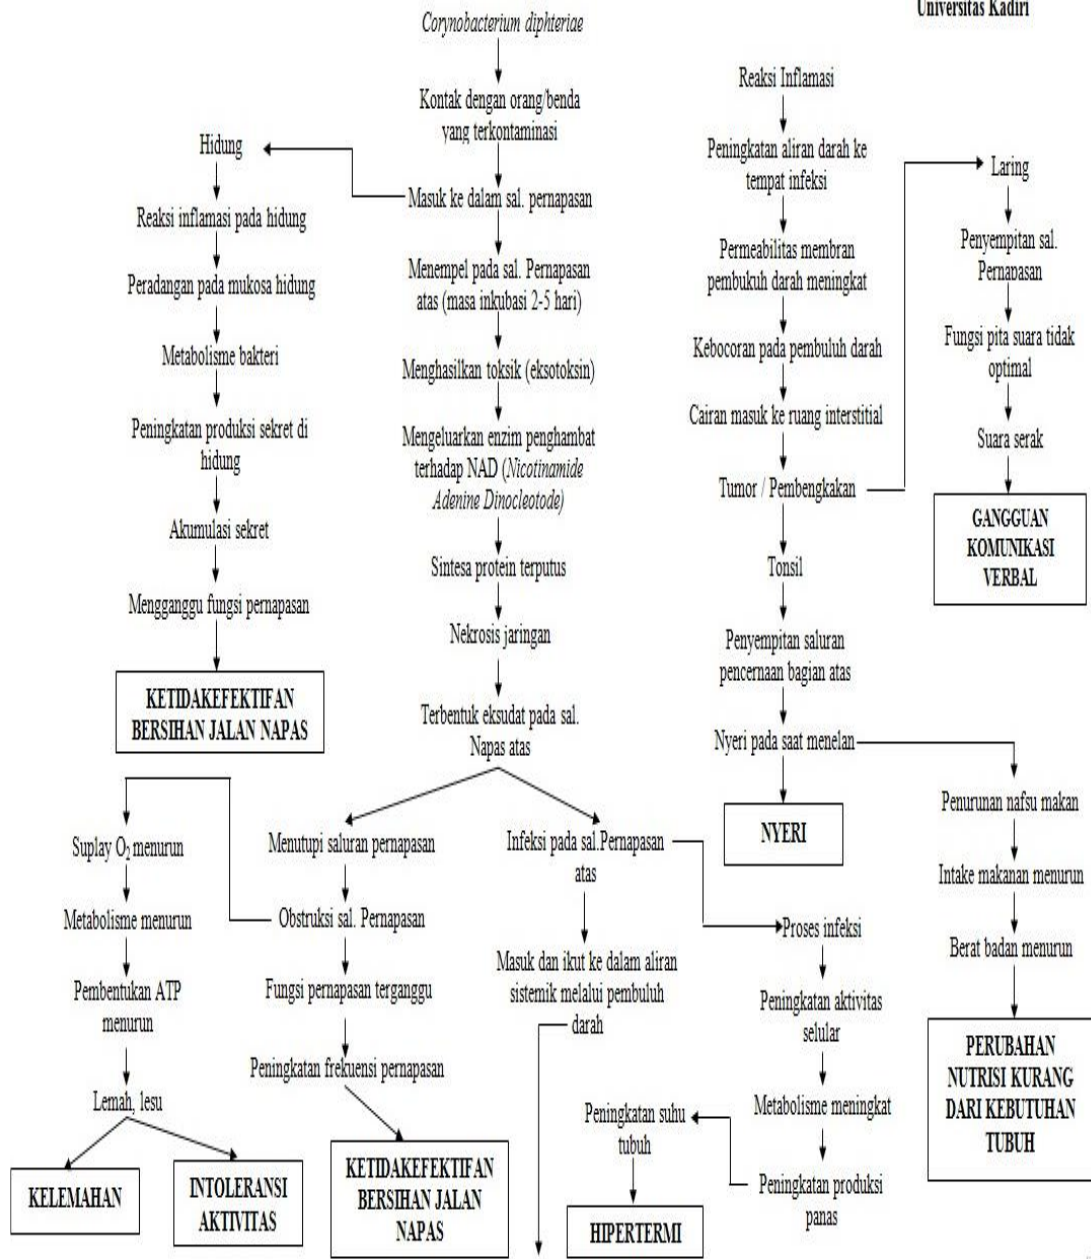 Universitas Kadiri
Corynobacterium diphteriae
Kontak dengan orang/benda
yang terkontaminasi
Masuk ke dalam sal. pernapasan
Menempel pada sal. Pernapasan
atas (masa inkubasi 2-5 hari)
Menghasilkan toksik (eksotoksin)
Mengeluarkan enzim penghambat
terhadap NAD (Nicotinamide
Adenine Dinocleotode)
Sintesa protein terputus
Nekrosis jaringan
Terbentuk eksudat pada sal.
Napas atas
Hidung
Reaksi inflamasi pada hidung
Peradangan pada mukosa hidung
Metabolisme bakteri
Peningkatan produksi sekret di
hidung
Akumulasi sekret
Mengganggu fungsi pernapasan
KETIDAKEFEKTIFAN
BERSIHAN JALAN NAPAS
Suplay O₂ menurun
Metabolisme menurun
Pembentukan ATP
menurun
Lemah, lesu
KELEMAHAN
INTOLERANSI
AKTIVITAS
Menutupi saluran pernapasan
Obstruksi sal. Pernapasan
Fungsi pernapasan terganggu
Peningkatan frekuensi pernapasan
KETIDAKEFEKTIFAN
BERSIHAN JALAN
NAPAS
Infeksi pada sal.Pernapasan
atas
Masuk dan ikut ke dalam aliran
sistemik melalui pembuluh
darah
Proses infeksi
Peningkatan aktivitas
selular
Metabolisme meningkat
Peningkatan produksi
panas
Peningkatan suhu
tubuh
HIPERTERMI
Reaksi Inflamasi
Peningkatan aliran darah ke
tempat infeksi
Permeabilitas membran
pembukuh darah meningkat
Kebocoran pada pembuluh darah
Cairan masuk ke ruang interstitial
Tumor / Pembengkakan
Tonsil
Penyempitan saluran
pencernaan bagian atas
Nyeri pada saat menelan
NYERI
Laring
Penyempitan sal.
Pernapasan
Fungsi pita suara tidak
optimal
Suara serak
GANGGUAN
KOMUNIKASI
VERBAL
Penurunan nafsu makan
Intake makanan menurun
Berat badan menurun
PERUBAHAN
NUTRISI KURANG
DARI KEBUTUHAN
TUBUH